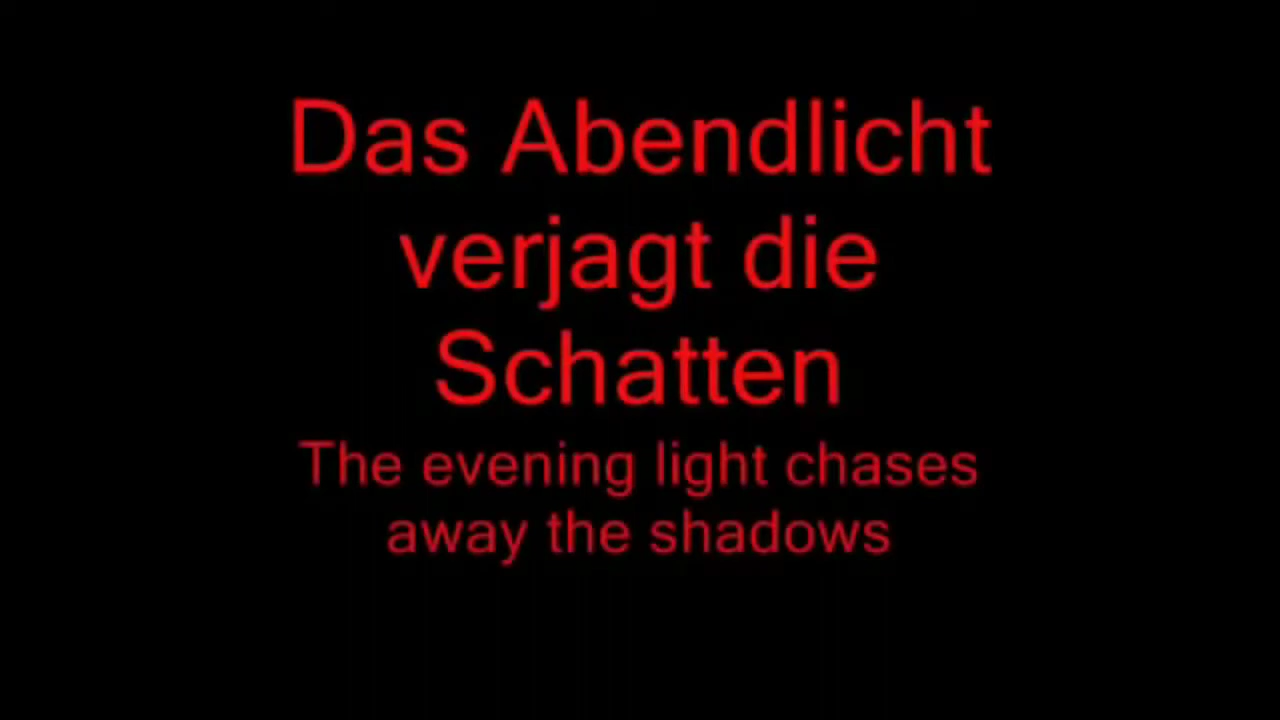 Das Abendlicht
verjagt die
Schatten
The evening light chases
away the shadows